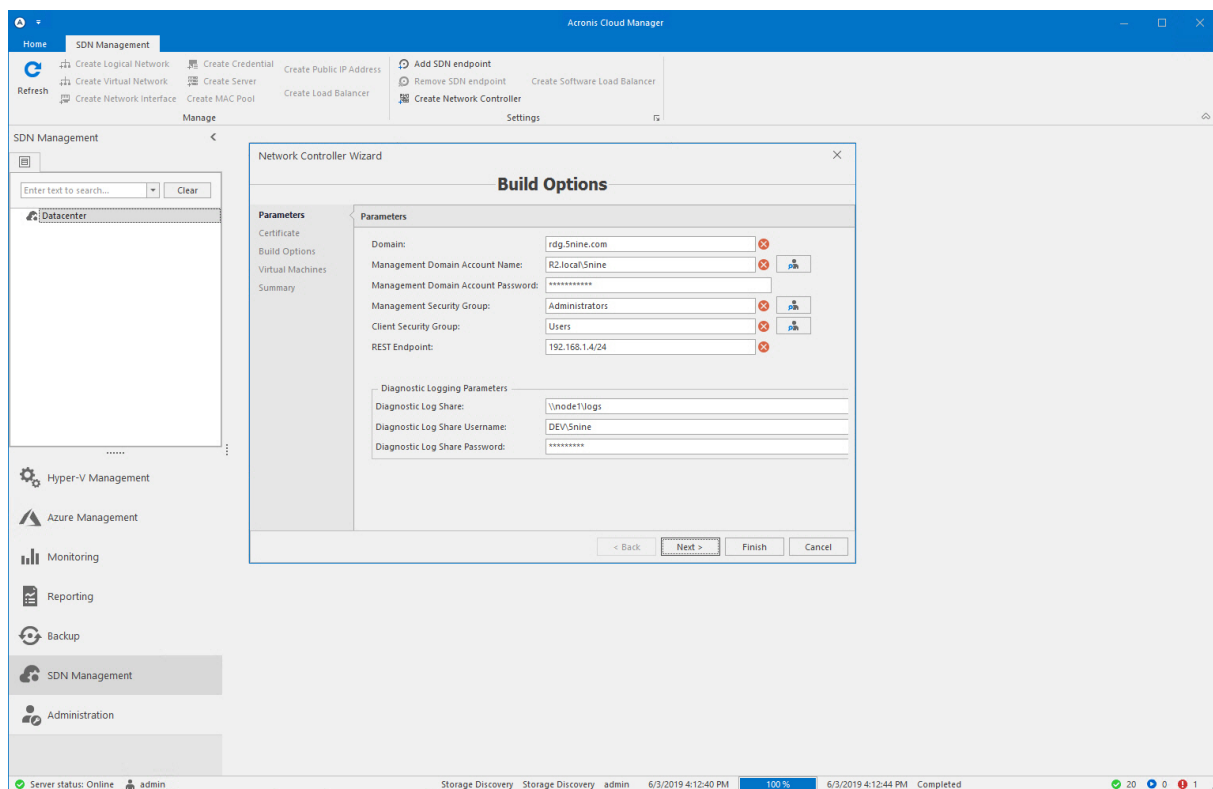 Acronis Cloud Manager
Home SDN Management
Refresh
Create Logical Network
Create Virtual Network
Create Network Interface
Create Credential
Create Server
Create MAC Pool
Create Public IP Address
Create Load Balancer
Manage
Add SDN endpoint
Remove SDN endpoint
Create Network Controller
Create Software Load Balancer
Settings
SDN Management
Enter text to search... Clear
Datacenter
Hyper-V Management
Azure Management
Monitoring
Reporting
Backup
SDN Management
Administration
Network Controller Wizard
Build Options
Parameters
Certificate
Build Options
Virtual Machines
Summary
Parameters
Domain: rdg.5nine.com
Management Domain Account Name: R2.local\5nine
Management Domain Account Password: ***********
Management Security Group: Administrators
Client Security Group: Users
REST Endpoint: 192.168.1.4/24
Diagnostic Logging Parameters
Diagnostic Log Share: \\node1\logs
Diagnostic Log Share Username: DEV\5nine
Diagnostic Log Share Password: *********
< Back Next > Finish Cancel
Server status: Online admin Storage Discovery Storage Discovery admin 6/3/2019 4:12:40 PM 100 % 6/3/2019 4:12:44 PM Completed 20 0 1